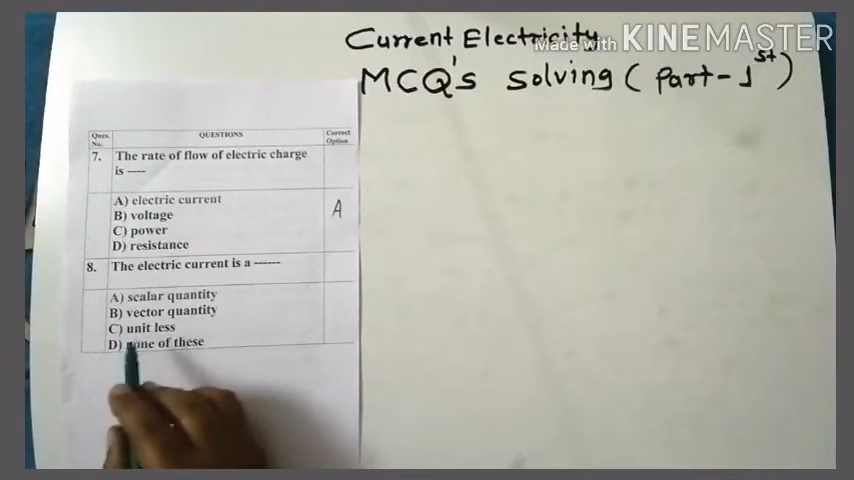 Current Electricity
Made with KINEMASTER
MCQ's Solving ( Part - 1st )
Ques. No. QUESTIONS Correct Option
7. The rate of flow of electric charge
is ----
A) electric current
B) voltage
C) power
D) resistance
A
8. The electric current is a ------
A) scalar quantity
B) vector quantity
C) unit less
D) none of these